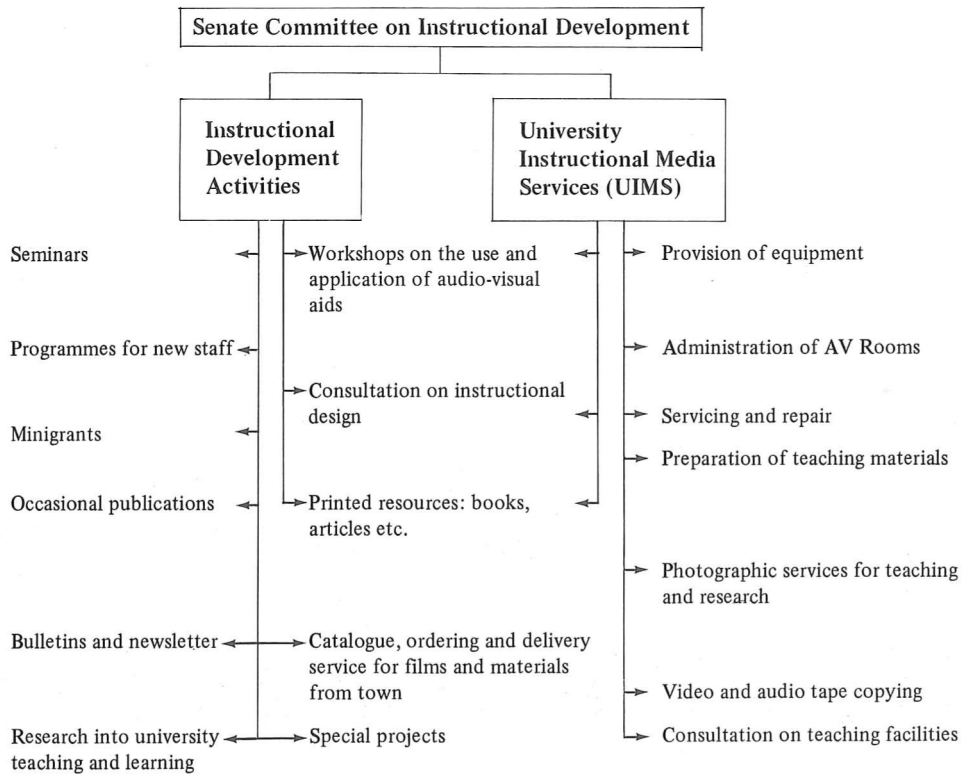 Senate Committee on Instructional Development
Instructional
Development
Activities
University
Instructional Media
Services (UIMS)
Seminars
Programmes for new staff
Minigrants
Occasional publications
Bulletins and newsletter
Research into university
teaching and learning
Workshops on the use and
application of audio-visual
aids
Consultation on instructional
design
Printed resources: books,
articles etc.
Catalogue, ordering and delivery
service for films and materials
from town
Special projects
Provision of equipment
Administration of AV Rooms
Servicing and repair
Preparation of teaching materials
Photographic services for teaching
and research
Video and audio tape copying
Consultation on teaching facilities